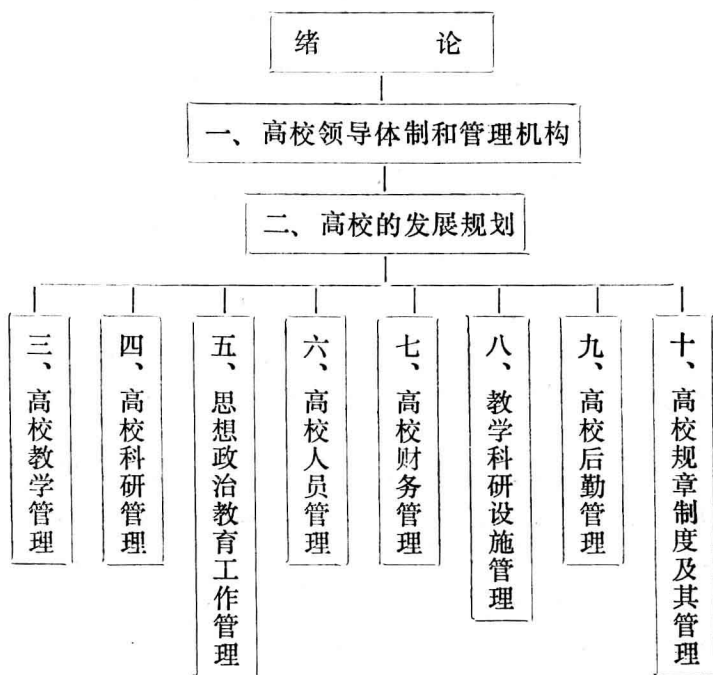 绪 论
一、高校领导体制和管理机构
二、高校的发展规划
三、高校教学管理
四、高校科研管理
五、思想政治教育工作管理
六、高校人员管理
七、高校财务管理
八、教学科研设施管理
九、高校后勤管理
十、高校规章制度及其管理